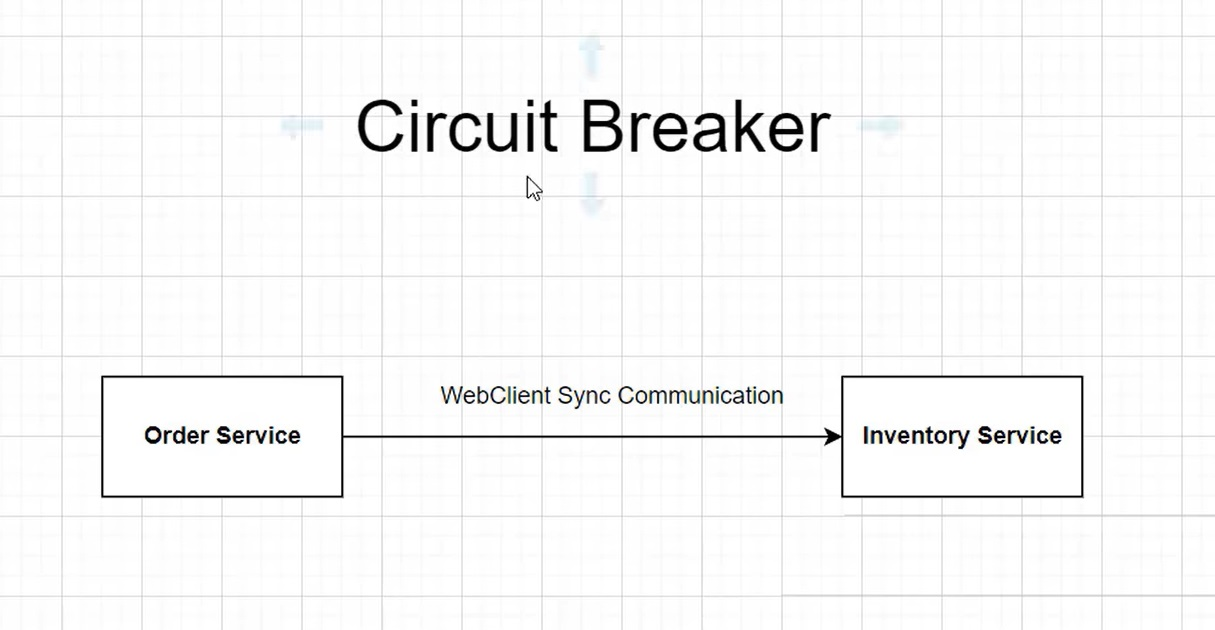 Circuit Breaker
WebClient Sync Communication
Order Service
Inventory Service